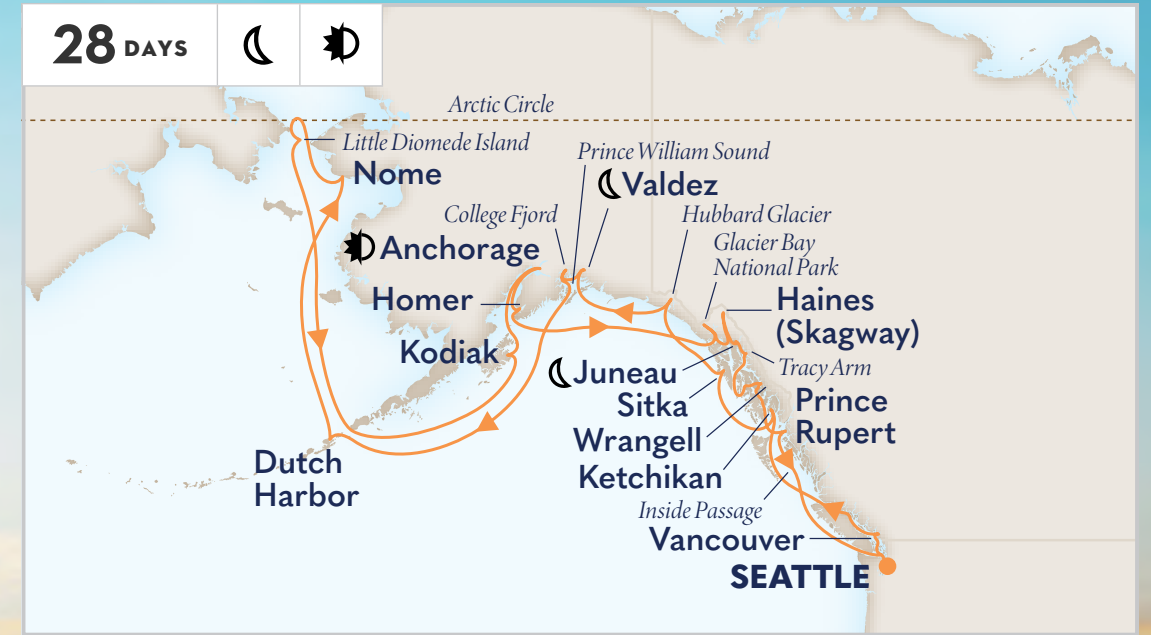 28 DAYS
Arctic Circle
Little Diomede Island
Nome
Prince William Sound
Valdez
College Fjord
Hubbard Glacier
Anchorage
Glacier Bay
National Park
Homer
Haines
(Skagway)
Kodiak
Tracy Arm
Juneau
Sitka
Prince
Rupert
Wrangell
Ketchikan
Dutch
Harbor
Inside Passage
Vancouver
SEATTLE